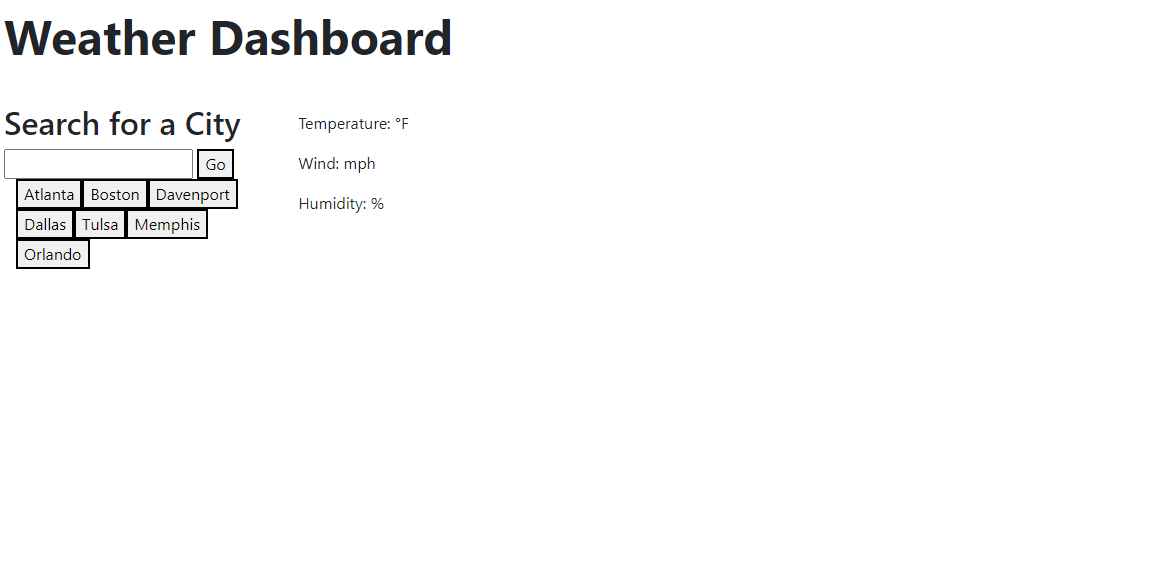 Weather Dashboard
Search for a City
Go
Atlanta Boston Davenport
Dallas Tulsa Memphis
Orlando
Temperature: °F
Wind: mph
Humidity: %